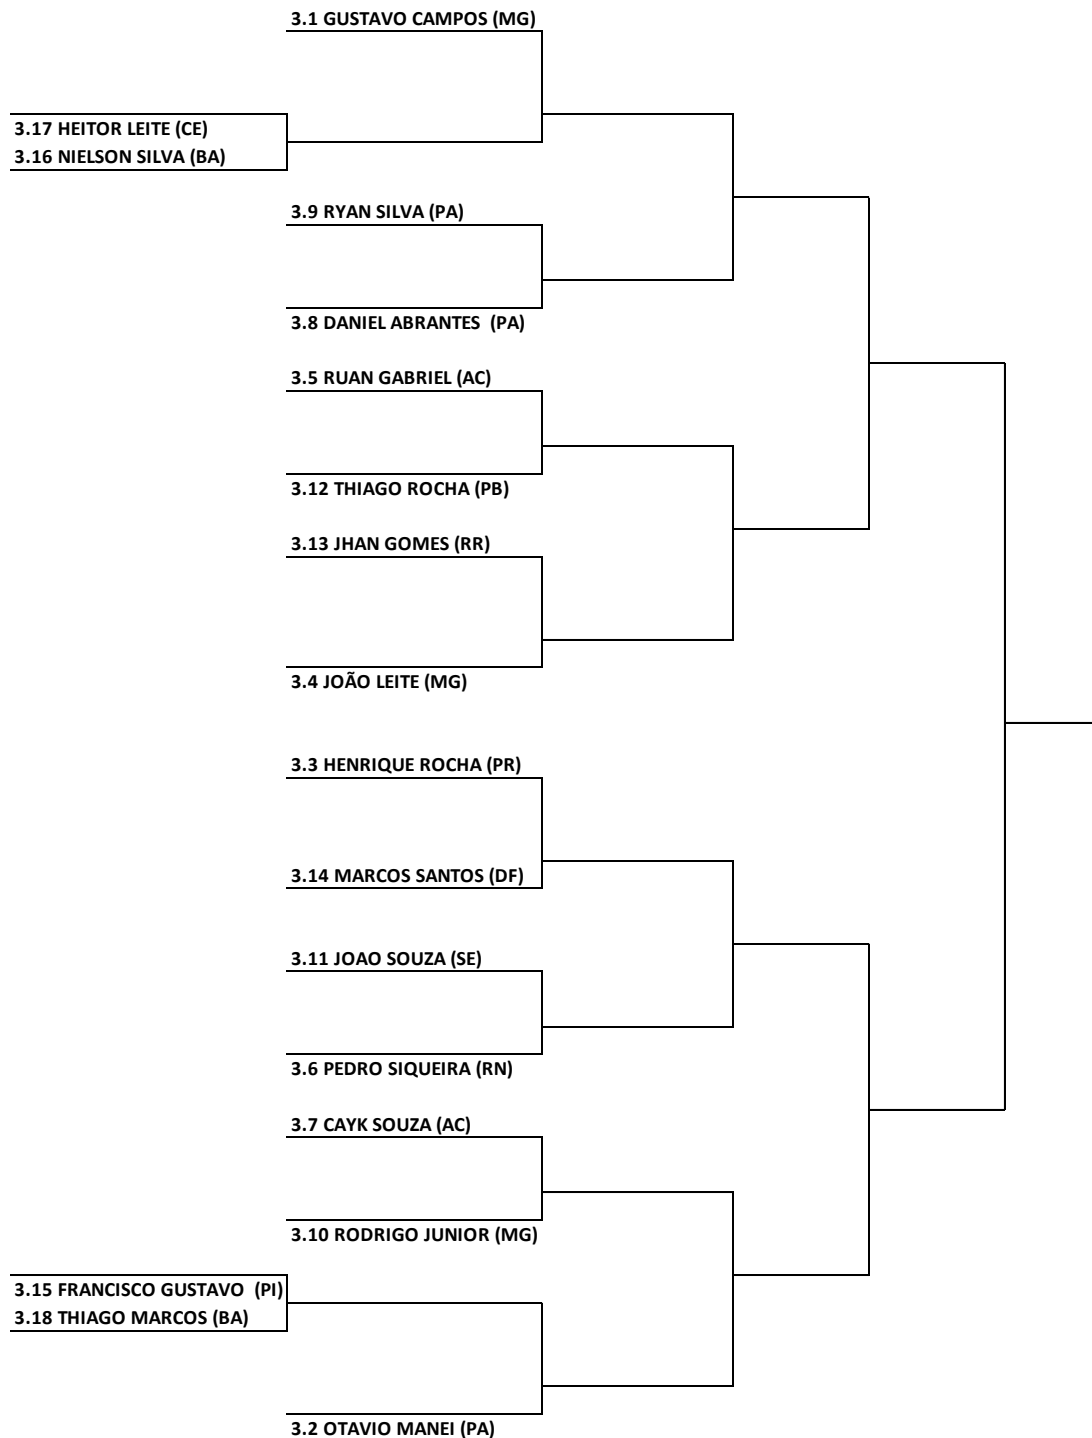 3.1 GUSTAVO CAMPOS (MG)
3.17 HEITOR LEITE (CE)
3.16 NIELSON SILVA (BA)
3.9 RYAN SILVA (PA)
3.8 DANIEL ABRANTES  (PA)
3.5 RUAN GABRIEL (AC)
3.12 THIAGO ROCHA (PB)
3.13 JHAN GOMES (RR)
3.4 JOÃO LEITE (MG)
3.3 HENRIQUE ROCHA (PR)
3.14 MARCOS SANTOS (DF)
3.11 JOAO SOUZA (SE)
3.6 PEDRO SIQUEIRA (RN)
3.7 CAYK SOUZA (AC)
3.10 RODRIGO JUNIOR (MG)
3.15 FRANCISCO GUSTAVO  (PI)
3.18 THIAGO MARCOS (BA)
3.2 OTAVIO MANEI (PA)